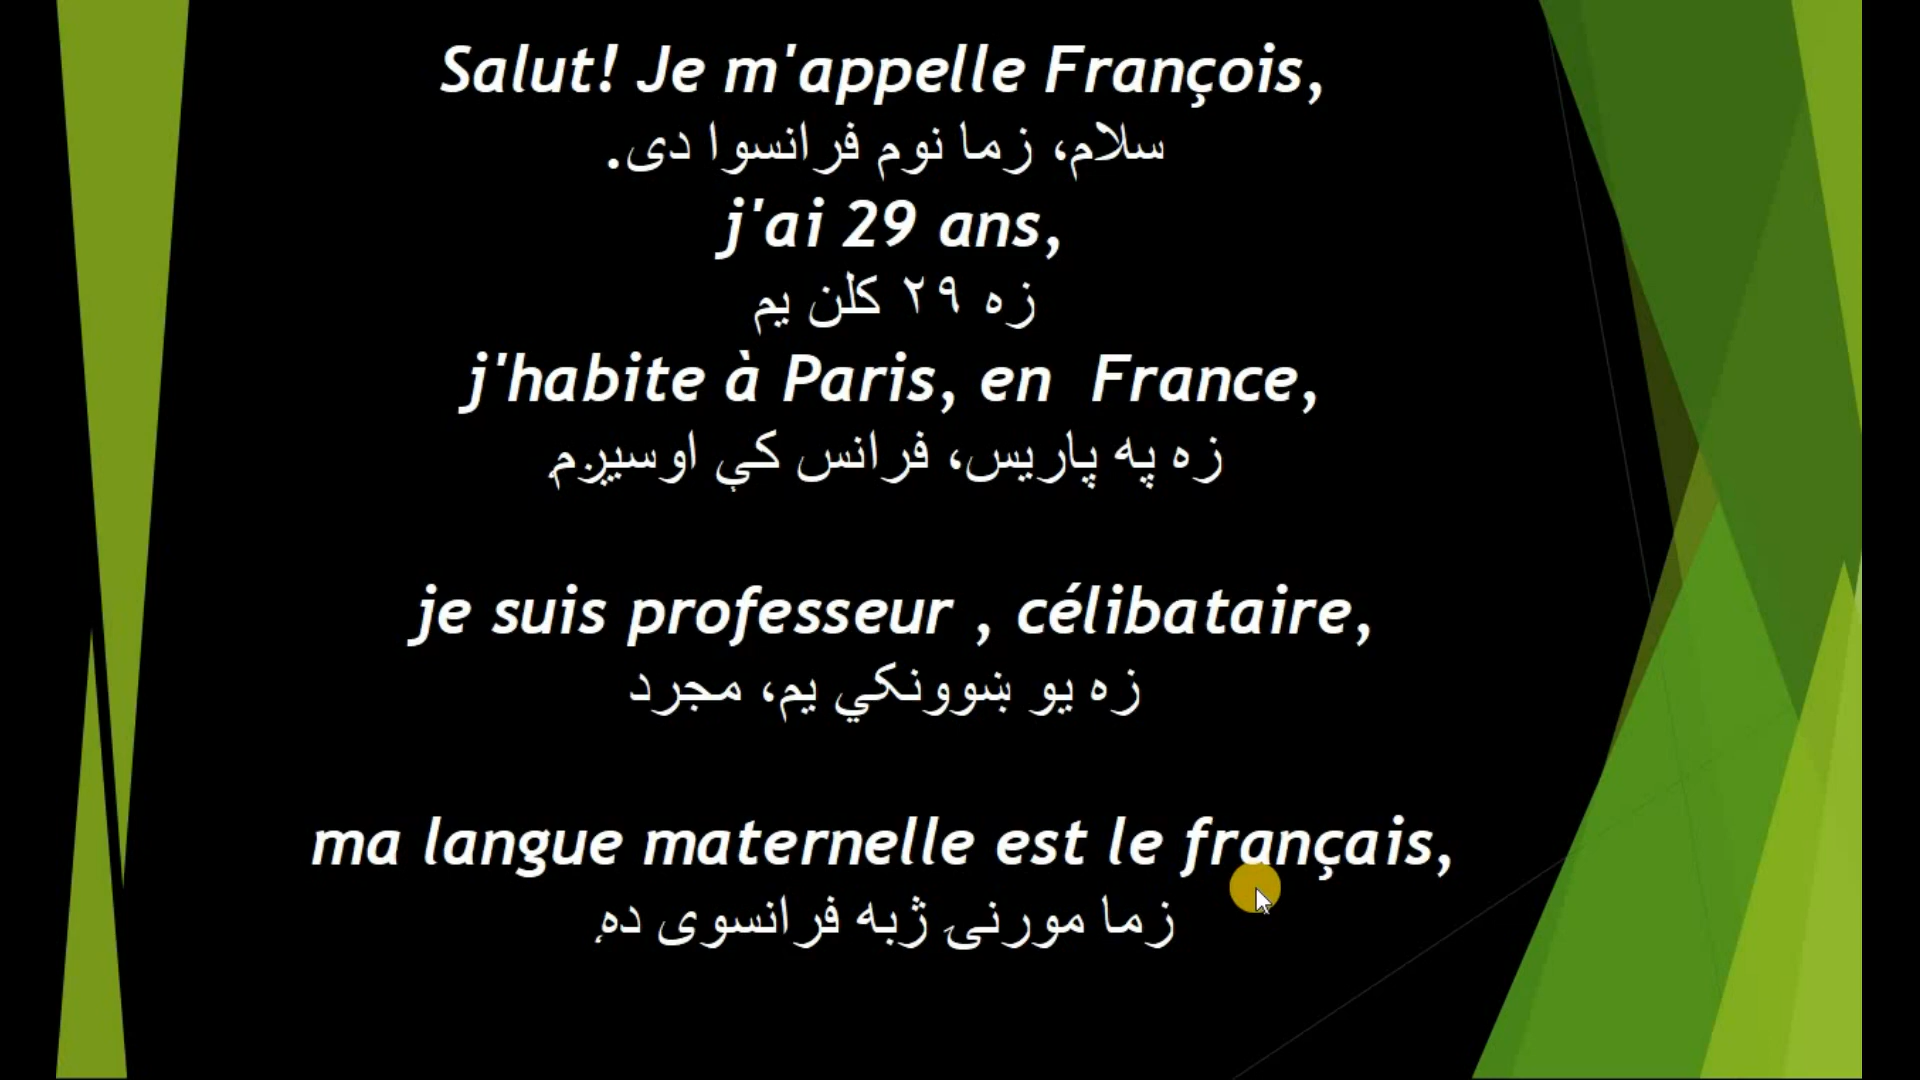 Salut! Je m'appelle François,
سلام، زما نوم فرانسوا دی.
j'ai 29 ans,
زه ۲۹ کلن یم
j'habite à Paris, en France,
زه په پاریس، فرانس کې اوسیږم
je suis professeur , célibataire,
زه یو ښوونکي یم، مجرد
ma langue maternelle est le français,
زما مورنۍ ژبه فرانسوی ده